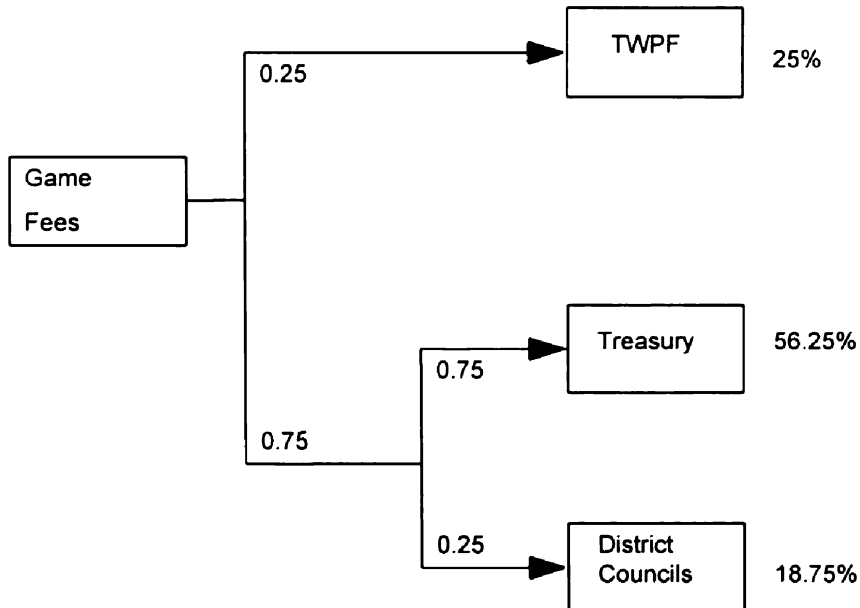 TWPF
25%
0.25
Game
Fees
Treasury
56.25%
0.75
0.75
0.25
District
Councils
18.75%